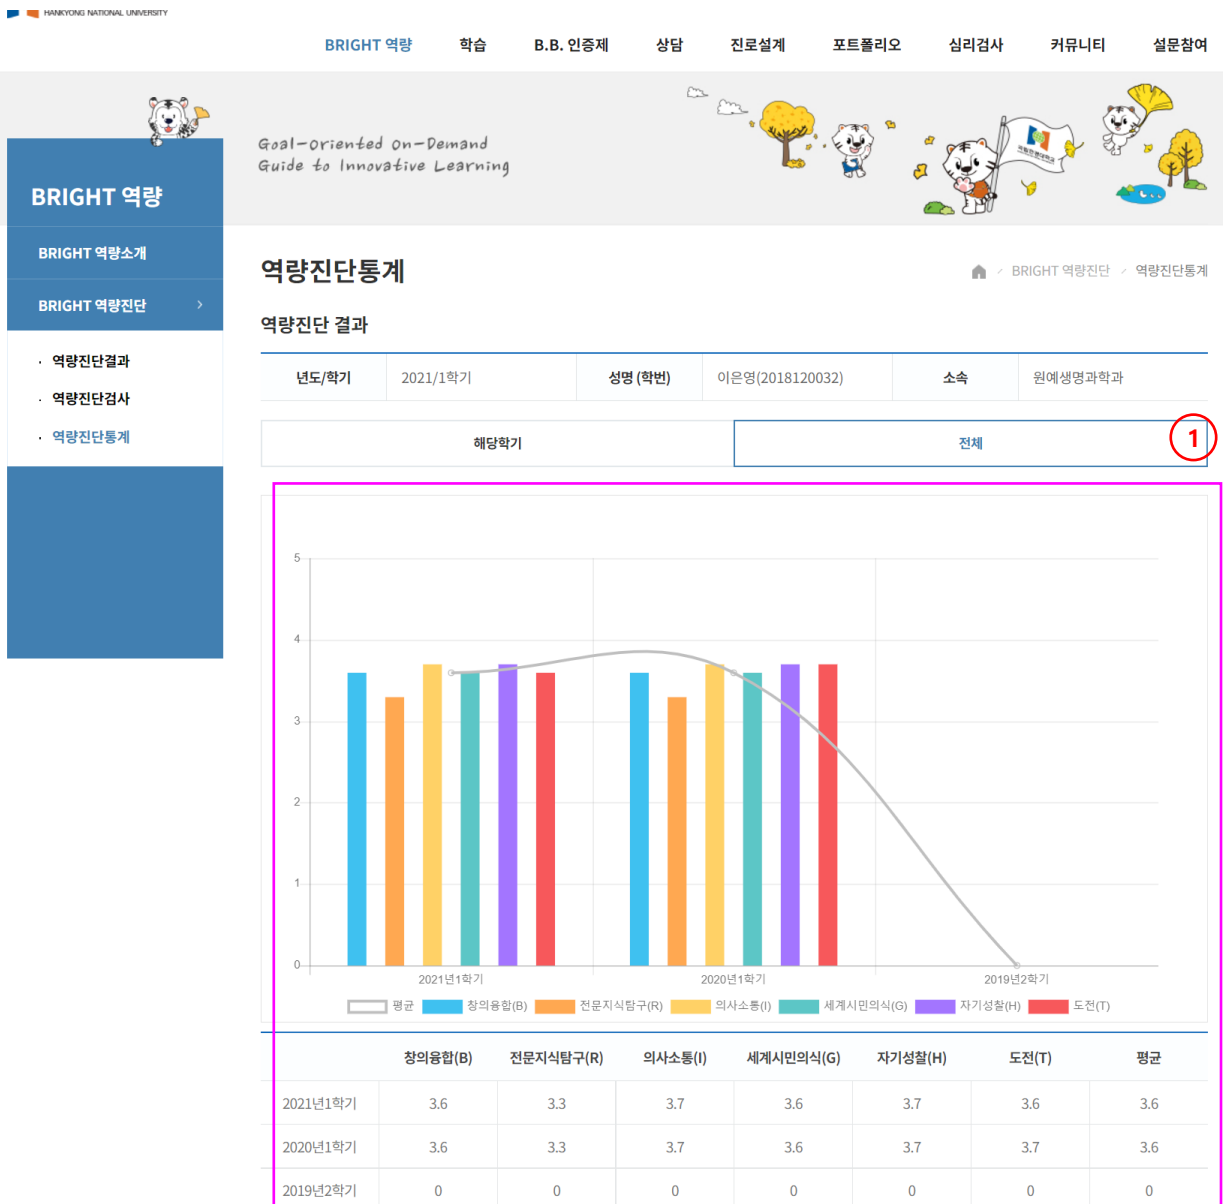 HANKYONG NATIONAL UNIVERSITY
BRIGHT 역량 학습 B.B. 인증제 상담 진로설계 포트폴리오 심리검사 커뮤니티 설문참여
Goal-oriented on-Demand
Guide to Innovative Learning
국립한경대학교
BRIGHT 역량
BRIGHT 역량소개
BRIGHT 역량진단 >
· 역량진단결과
· 역량진단검사
· 역량진단통계
역량진단통계
BRIGHT 역량진단 / 역량진단통계
역량진단 결과
년도/학기 2021/1학기 성명 (학번) 이은영(2018120032) 소속 원예생명과학과
해당학기 전체 1
5
4
3
2
1
0
2021년1학기 2020년1학기 2019년2학기
평균 창의융합(B) 전문지식탐구(R) 의사소통(I) 세계시민의식(G) 자기성찰(H) 도전(T)
창의융합(B) 전문지식탐구(R) 의사소통(I) 세계시민의식(G) 자기성찰(H) 도전(T) 평균
2021년1학기 3.6 3.3 3.7 3.6 3.7 3.6 3.6
2020년1학기 3.6 3.3 3.7 3.6 3.7 3.7 3.6
2019년2학기 0 0 0 0 0 0 0